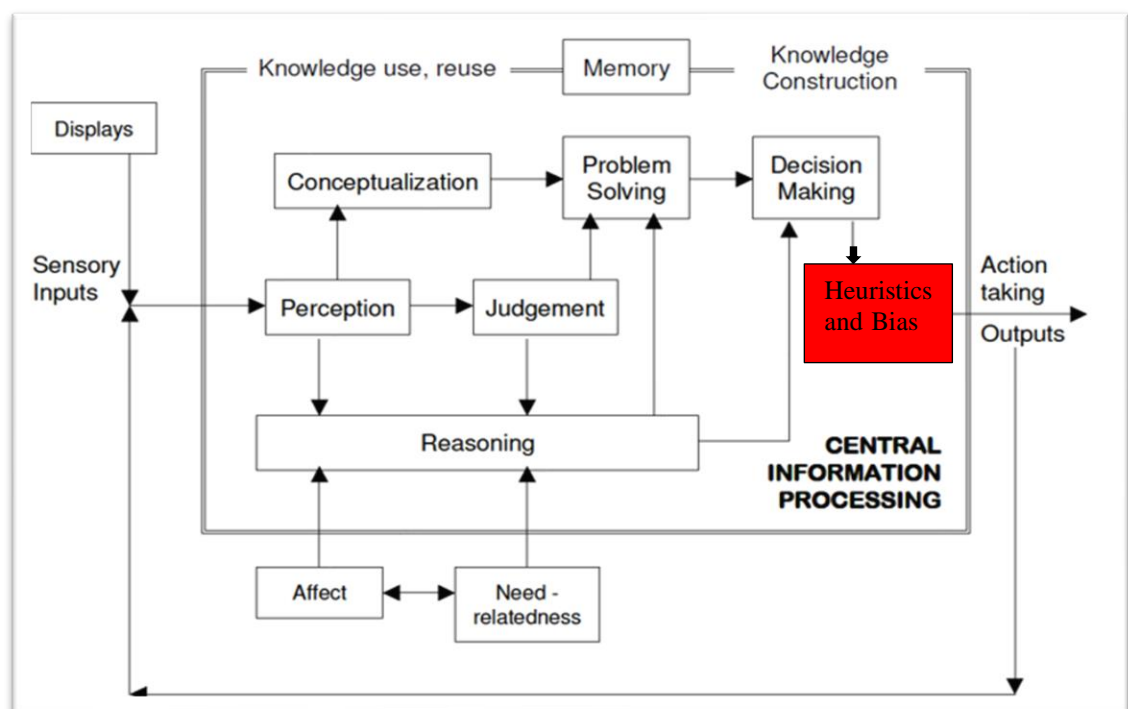 Knowledge use, reuse
Memory
Knowledge
Construction
Displays
Conceptualization
Problem
Solving
Decision
Making
Sensory
Inputs
Perception
Judgement
Heuristics
and Bias
Action
taking
Outputs
Reasoning
CENTRAL
INFORMATION
PROCESSING
Affect
Need -
relatedness